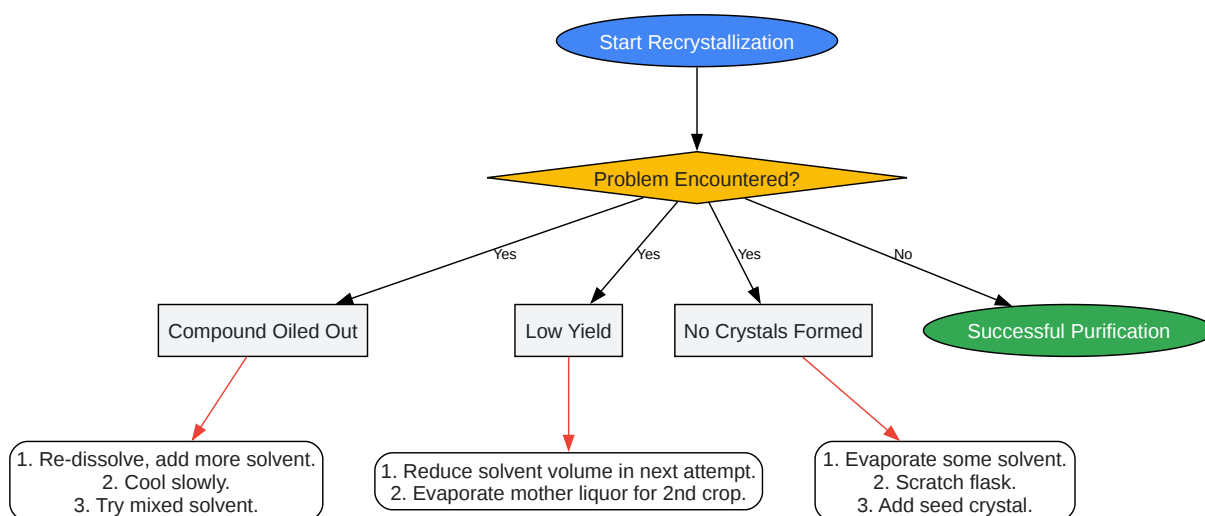 Start Recrystallization
Problem Encountered?
Yes
Yes
Yes
No
Compound Oiled Out
Low Yield
No Crystals Formed
Successful Purification
1. Re-dissolve, add more solvent.
2. Cool slowly.
3. Try mixed solvent.
1. Reduce solvent volume in next attempt.
2. Evaporate mother liquor for 2nd crop.
1. Evaporate some solvent.
2. Scratch flask.
3. Add seed crystal.